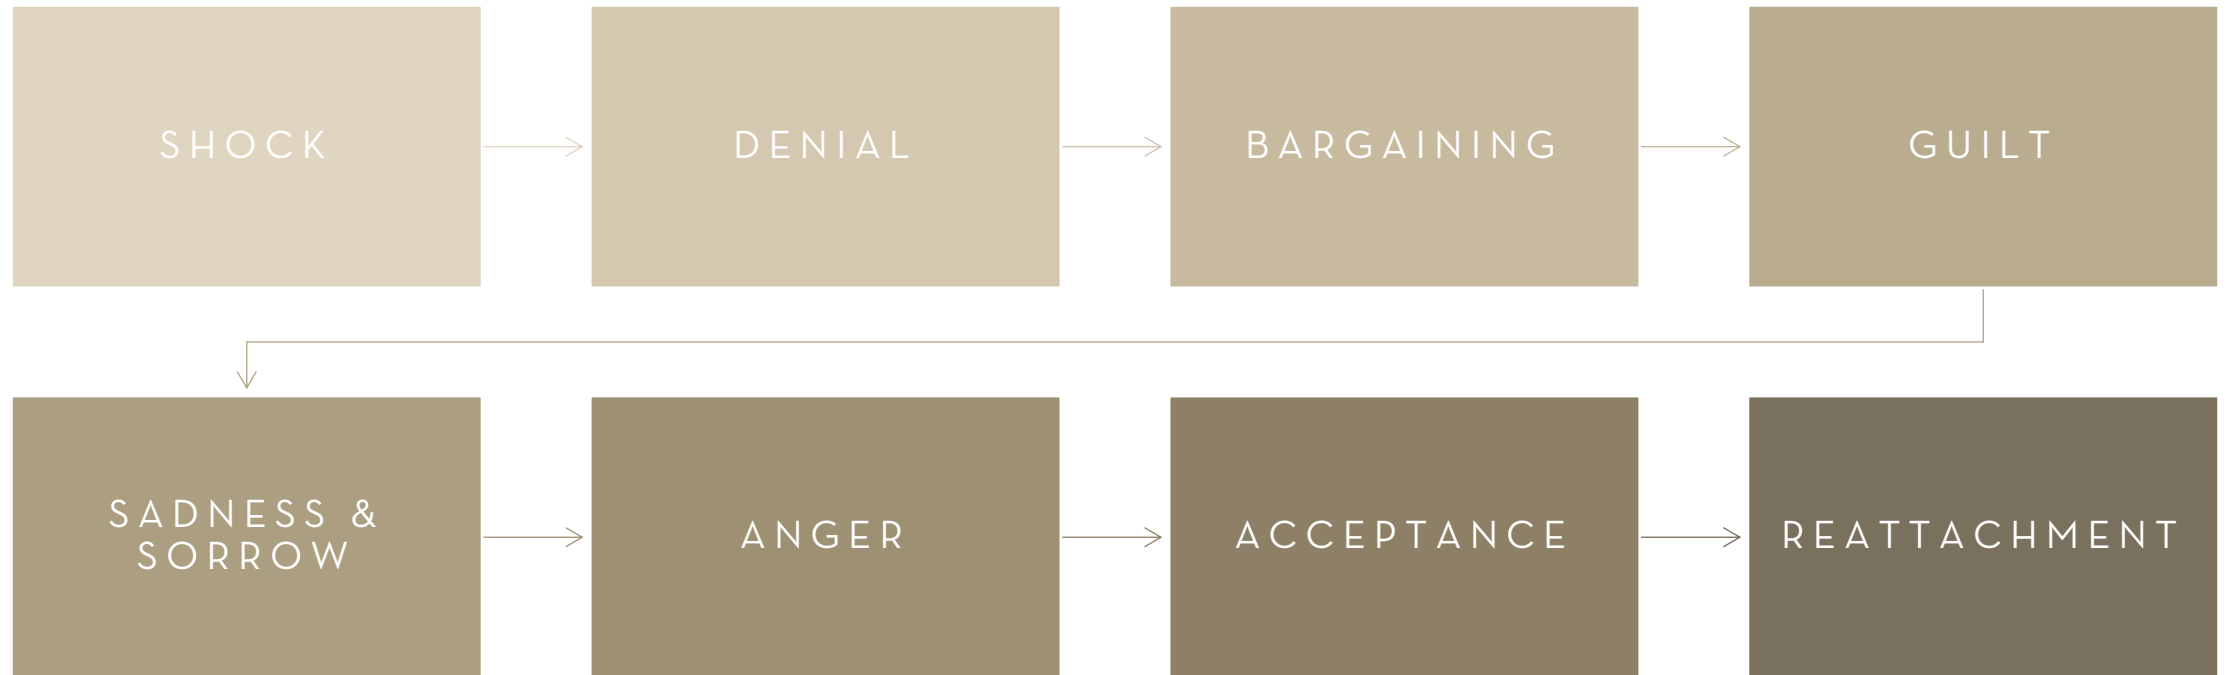 SHOCK
DENIAL
BARGAINING
GUILT
SADNESS &
SORROW
ANGER
ACCEPTANCE
REATTACHMENT